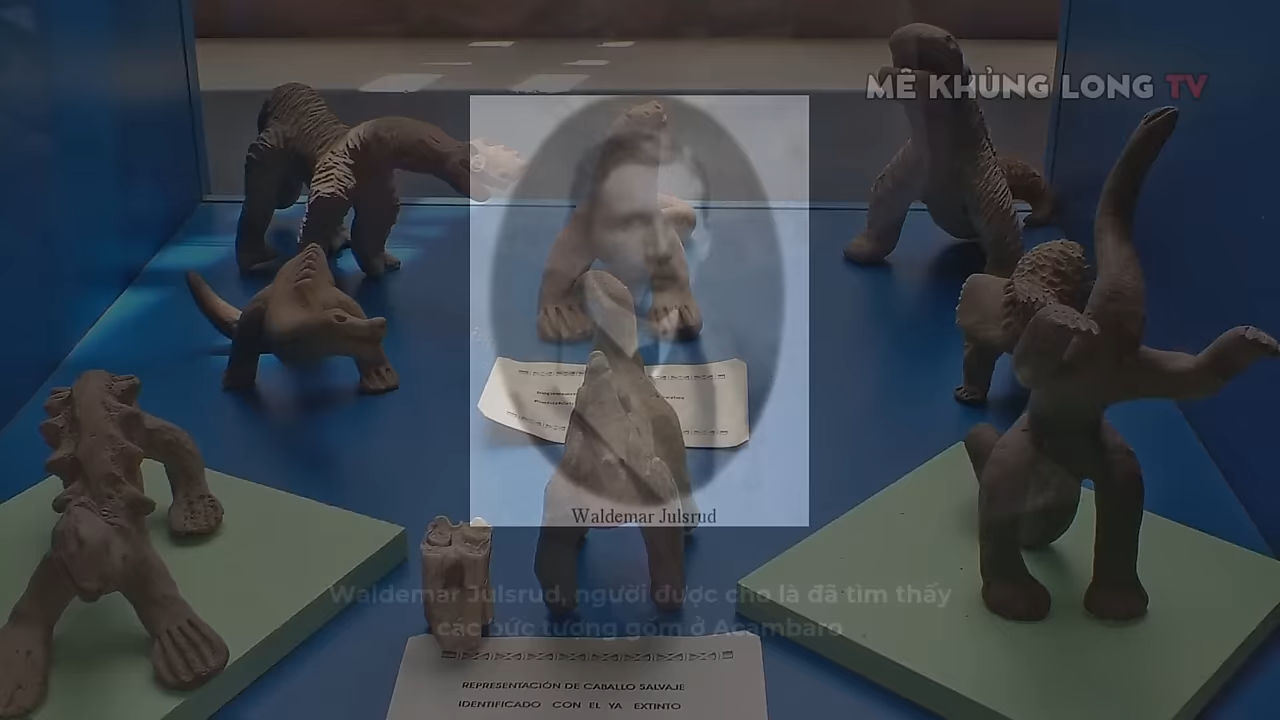 MÊ KHỦNG LONG TV
Waldemar Julsrud
Waldemar Julsrud, người được cho là đã tìm thấy
các bức tượng gốm ở Acambaro
REPRESENTACIÓN DE CABALLO SALVAJE
IDENTIFICADO CON EL YA EXTINTO